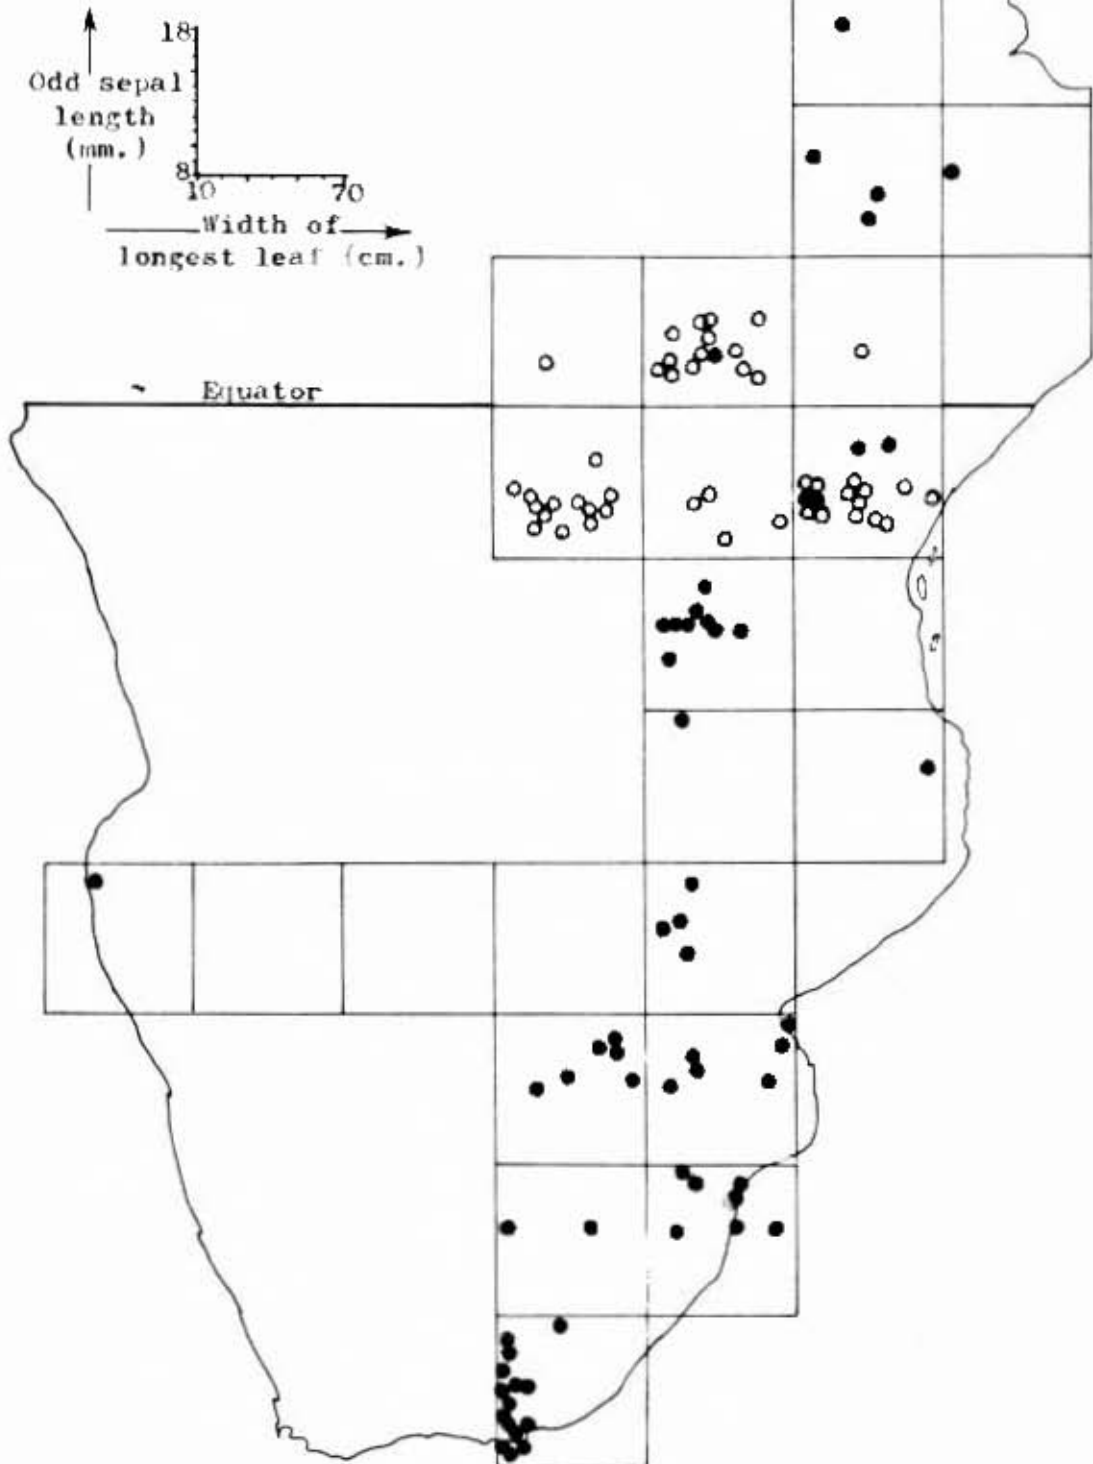 18
Odd sepal
length
(mm.)
8
10 70
Width of
longest leaf (cm.)
Equator